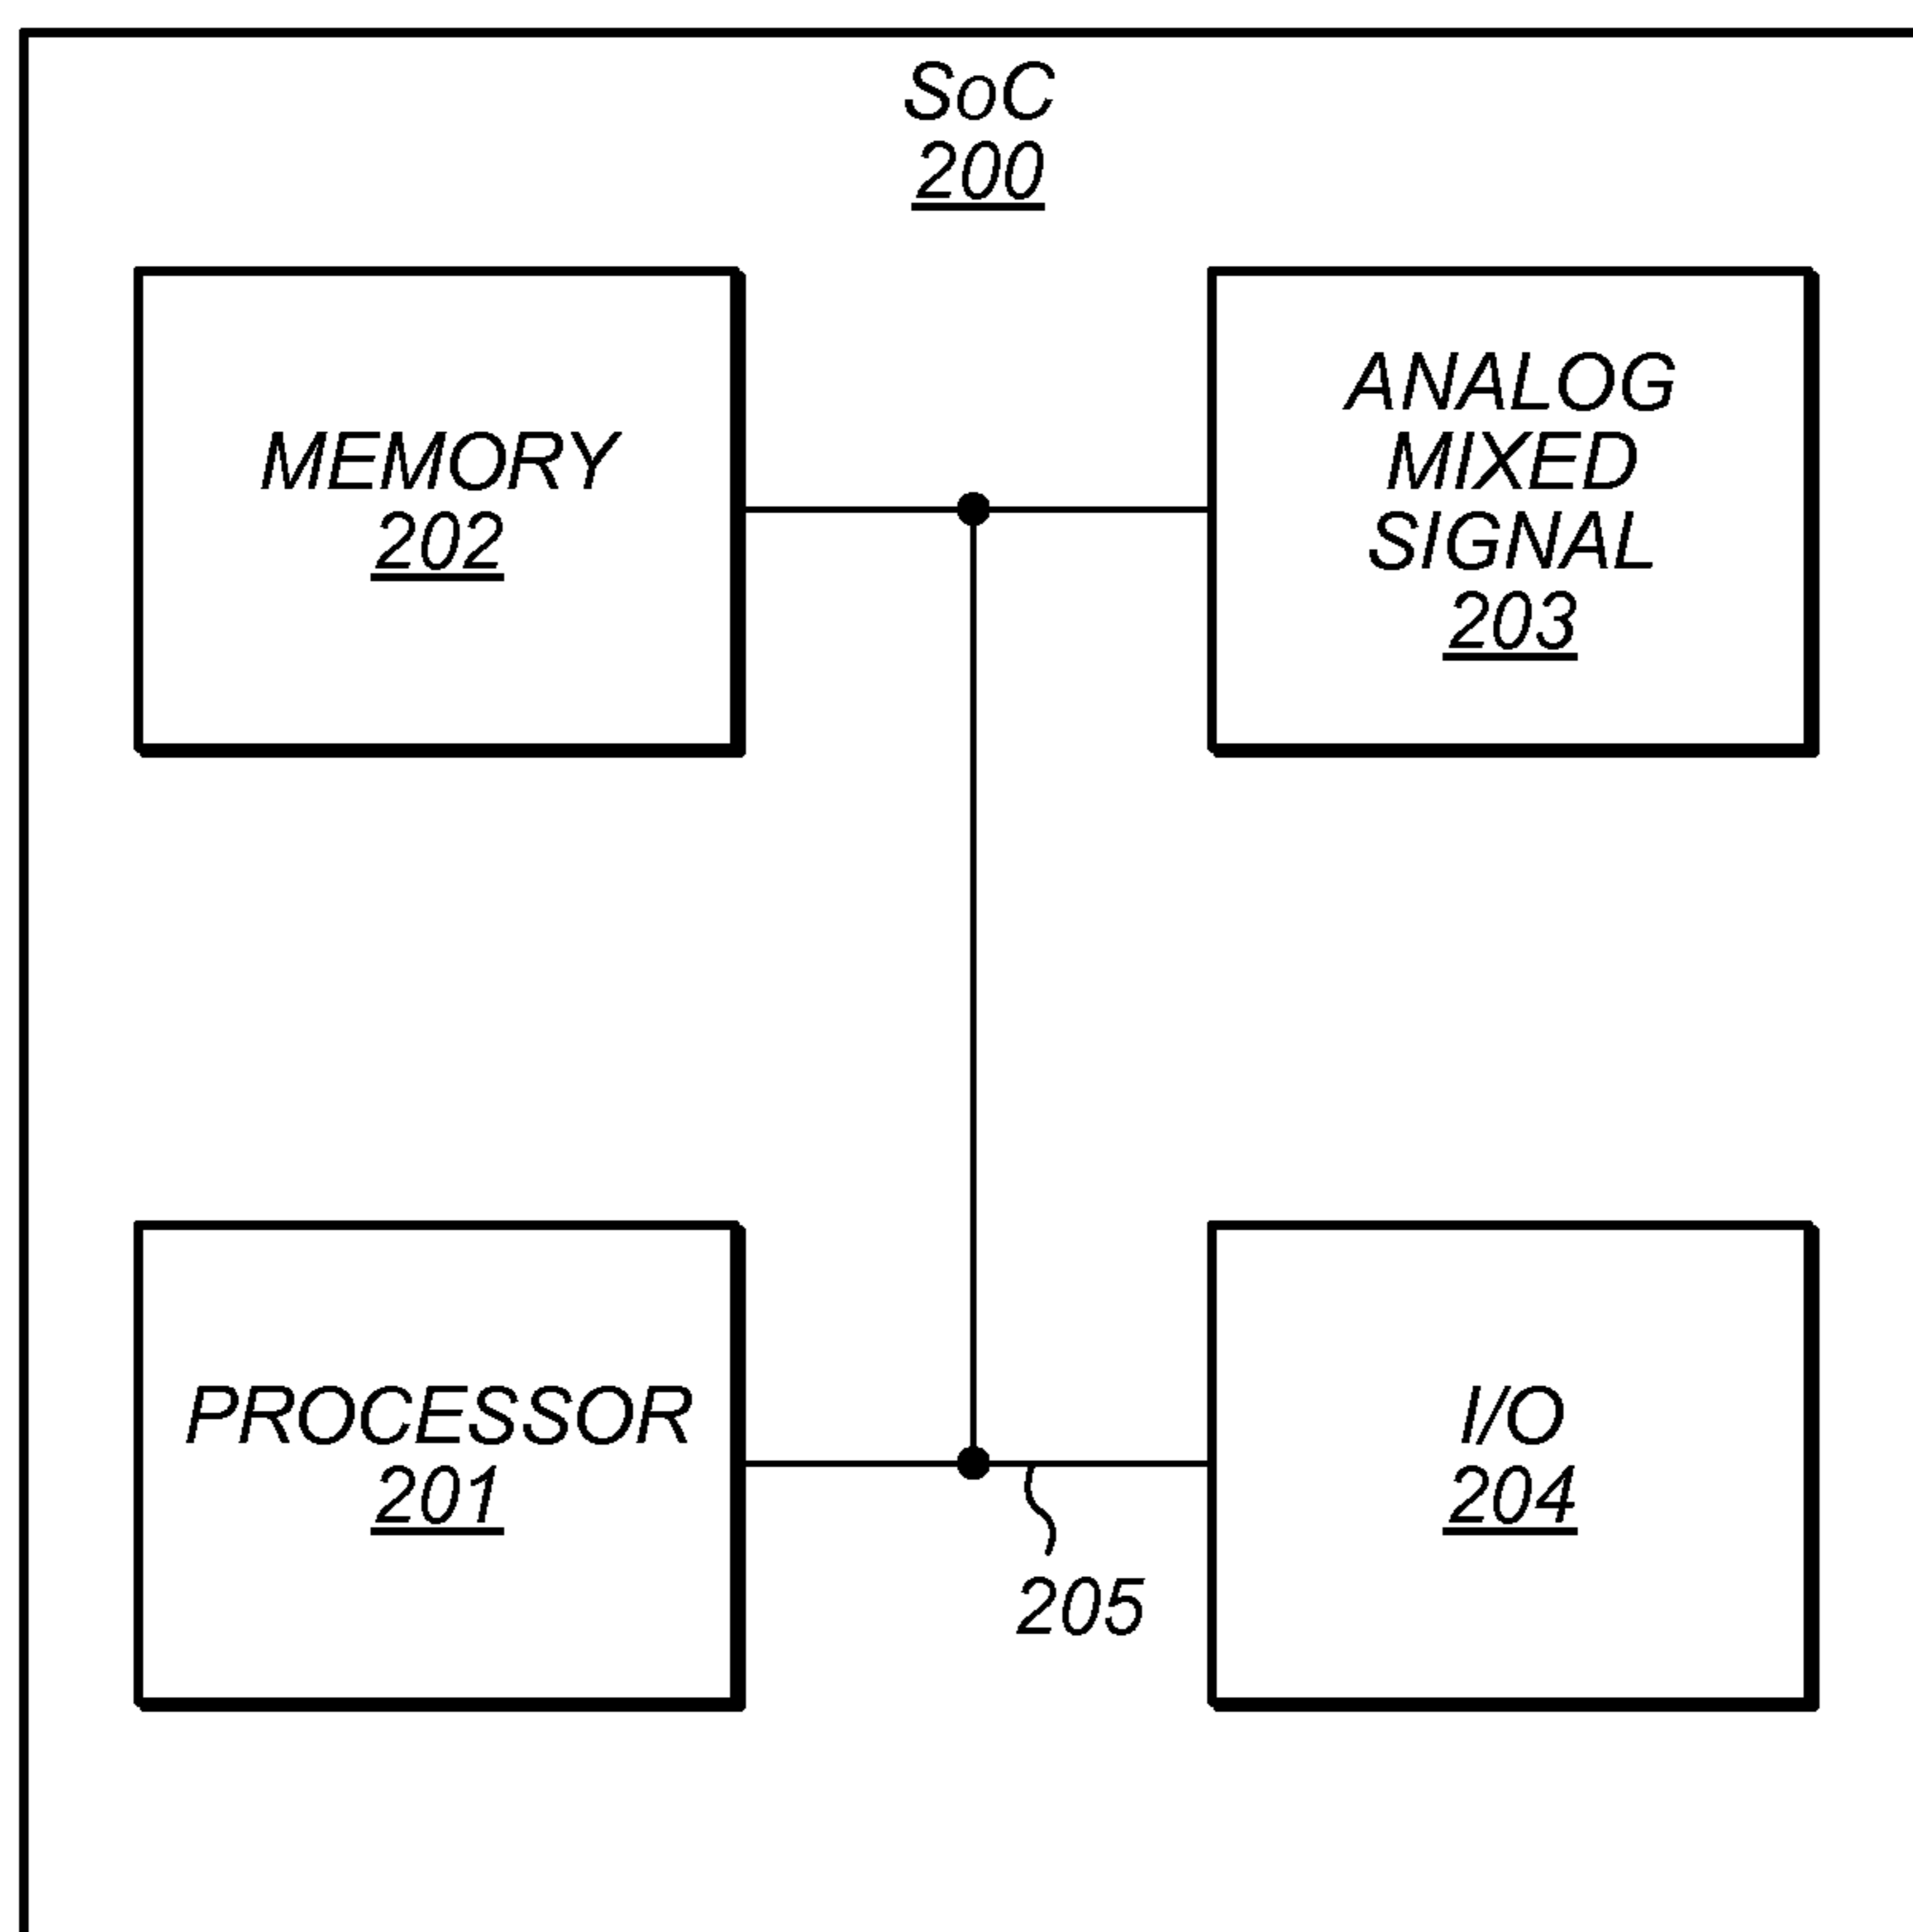 SoC
200
MEMORY
202
ANALOG
MIXED
SIGNAL
203
PROCESSOR
201
I/O
204
205